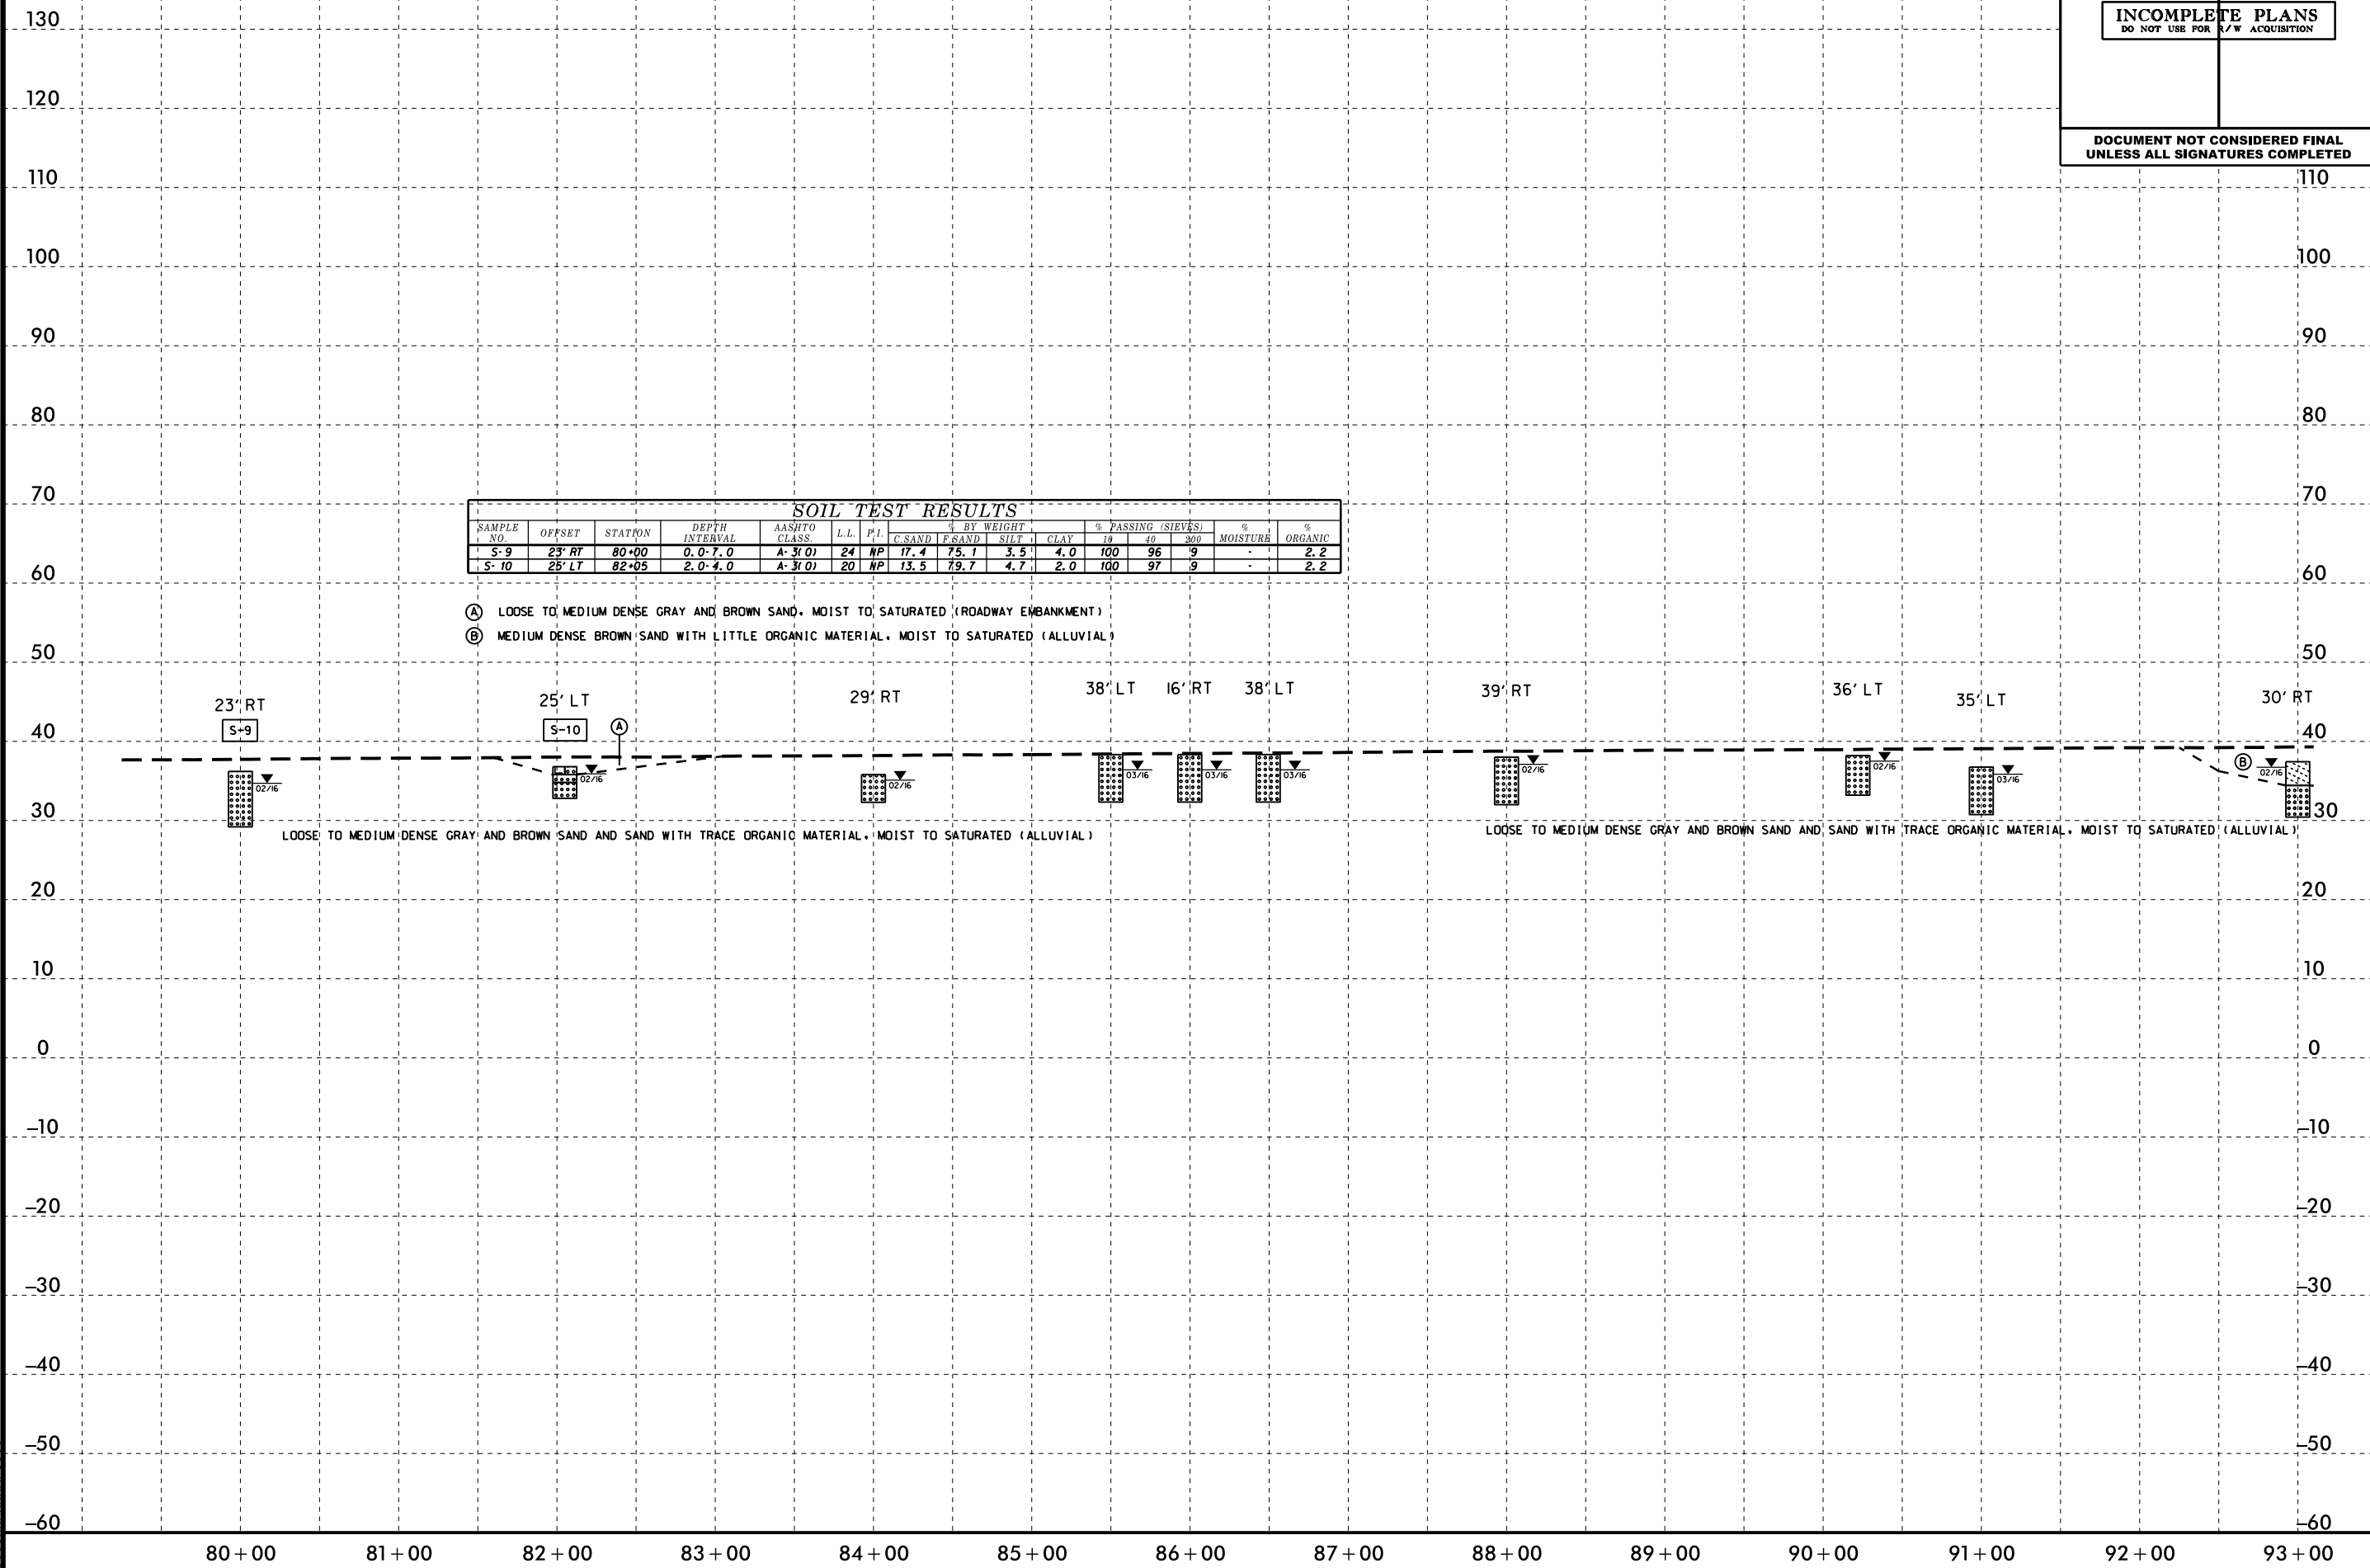 INCOMPLETE PLANS
DO NOT USE FOR R/W ACQUISITION
DOCUMENT NOT CONSIDERED FINAL
UNLESS ALL SIGNATURES COMPLETED
130
120
110 110
100 100
90 90
80 80
70 70
SOIL TEST RESULTS
SAMPLE NO. OFFSET STATION DEPTH INTERVAL AASHTO CLASS. L.L. P.I. % BY WEIGHT % PASSING (SIEVES) % MOISTURE % ORGANIC
C.SAND F.SAND SILT CLAY 10 40 200
S-9 23' RT 80+00 0.0-7.0 A-3(0) 24 NP 17.4 75.1 3.5 4.0 100 96 9 - 2.2
S-10 25' LT 82+05 2.0-4.0 A-3(0) 20 NP 13.5 79.7 4.7 2.0 100 97 9 - 2.2
60 60
A LOOSE TO MEDIUM DENSE GRAY AND BROWN SAND, MOIST TO SATURATED (ROADWAY EMBANKMENT)
B MEDIUM DENSE BROWN SAND WITH LITTLE ORGANIC MATERIAL, MOIST TO SATURATED (ALLUVIAL)
50 50
23' RT 25' LT 29' RT 38' LT 16' RT 38' LT 39' RT 36' LT 35' LT 30' RT
S-9 S-10 A
40 40
02/16 02/16 02/16 03/16 03/16 03/16 02/16 02/16 03/16 B 02/16
30 30
LOOSE TO MEDIUM DENSE GRAY AND BROWN SAND AND SAND WITH TRACE ORGANIC MATERIAL, MOIST TO SATURATED (ALLUVIAL)
LOOSE TO MEDIUM DENSE GRAY AND BROWN SAND AND SAND WITH TRACE ORGANIC MATERIAL, MOIST TO SATURATED (ALLUVIAL)
20 20
10 10
0 0
-10 -10
-20 -20
-30 -30
-40 -40
-50 -50
-60 -60
80+00 81+00 82+00 83+00 84+00 85+00 86+00 87+00 88+00 89+00 90+00 91+00 92+00 93+00